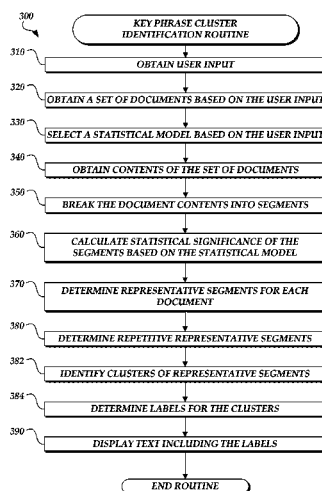 300
KEY PHRASE CLUSTER
IDENTIFICATION ROUTINE
310
OBTAIN USER INPUT
320
OBTAIN A SET OF DOCUMENTS BASED ON THE USER INPUT
330
SELECT A STATISTICAL MODEL BASED ON THE USER INPUT
340
OBTAIN CONTENTS OF THE SET OF DOCUMENTS
350
BREAK THE DOCUMENT CONTENTS INTO SEGMENTS
360
CALCULATE STATISTICAL SIGNIFICANCE OF THE
SEGMENTS BASED ON THE STATISTICAL MODEL
370
DETERMINE REPRESENTATIVE SEGMENTS FOR EACH
DOCUMENT
380
DETERMINE REPETITIVE REPRESENTATIVE SEGMENTS
382
IDENTIFY CLUSTERS OF REPRESENTATIVE SEGMENTS
384
DETERMINE LABELS FOR THE CLUSTERS
390
DISPLAY TEXT INCLUDING THE LABELS
END ROUTINE